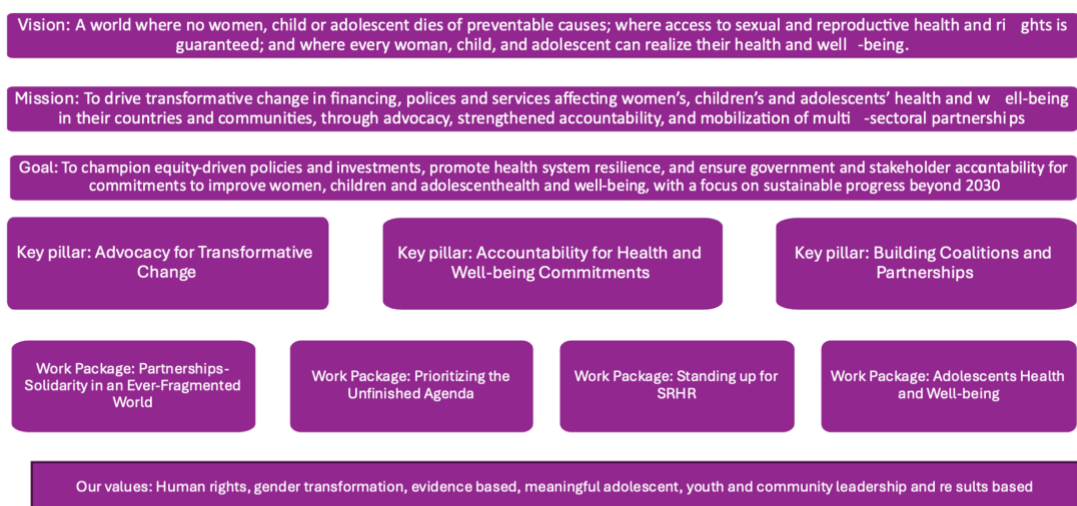 Vision: A world where no women, child or adolescent dies of preventable causes; where access to sexual and reproductive health and ri ghts is
guaranteed; and where every woman, child, and adolescent can realize their health and well -being.
Mission: To drive transformative change in financing, polices and services affecting women's, children's and adolescents' health and w ell-being
in their countries and communities, through advocacy, strengthened accountability, and mobilization of multi -sectoral partnerships
Goal: To champion equity-driven policies and investments, promote health system resilience, and ensure government and stakeholder accountability for
commitments to improve women, children and adolescenthealth and well-being, with a focus on sustainable progress beyond 2030
Key pillar: Advocacy for Transformative
Change
Key pillar: Accountability for Health and
Well-being Commitments
Key pillar: Building Coalitions and
Partnerships
Work Package: Partnerships-
Solidarity in an Ever-Fragmented
World
Work Package: Prioritizing the
Unfinished Agenda
Work Package: Standing up for
SRHR
Work Package: Adolescents Health
and Well-being
Our values: Human rights, gender transformation, evidence based, meaningful adolescent, youth and community leadership and re sults based